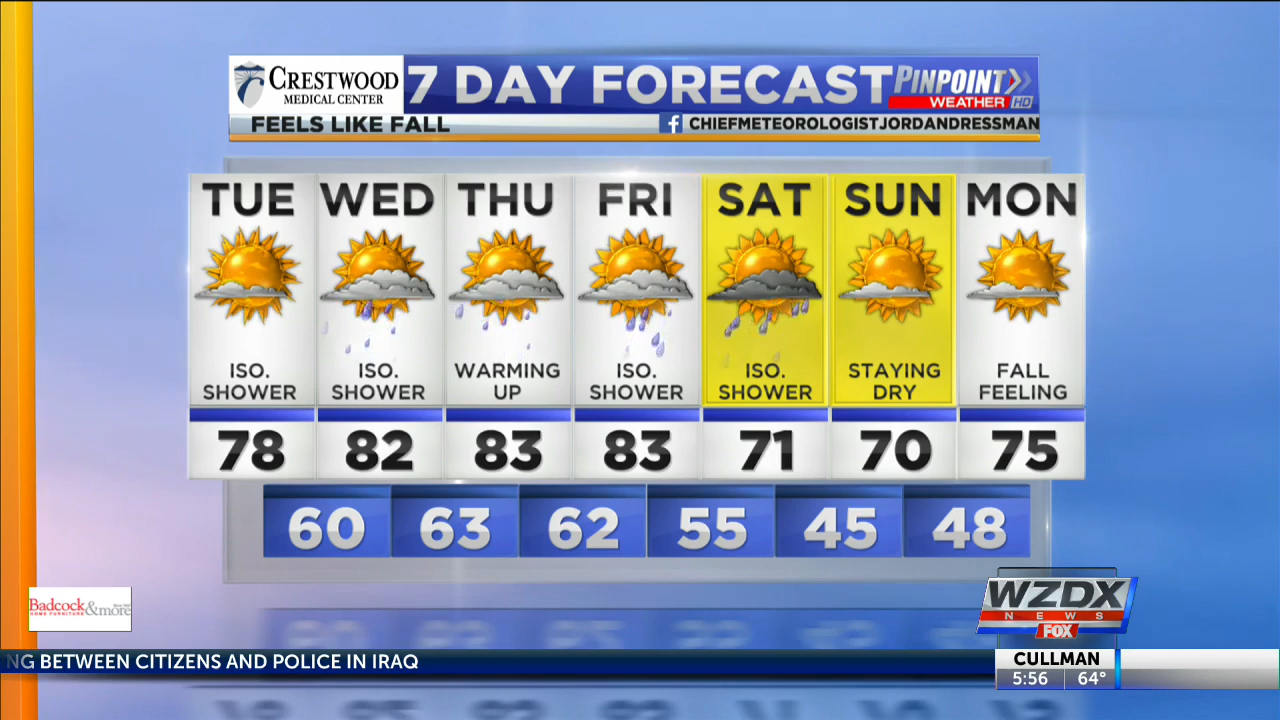 CRESTWOOD
MEDICAL CENTER
7 DAY FORECAST
PINPOINT
WEATHER HD
FEELS LIKE FALL
f CHIEFMETEOROLOGISTJORDANDRESSMAN
TUE WED THU FRI SAT SUN MON
ISO. SHOWER
ISO. SHOWER
WARMING UP
ISO. SHOWER
ISO. SHOWER
STAYING DRY
FALL FEELING
78 82 83 83 71 70 75
60 63 62 55 45 48
Badcock &more
HOME FURNITURE
WZDX
NEWS
FOX
NG BETWEEN CITIZENS AND POLICE IN IRAQ
CULLMAN
5:56 64°